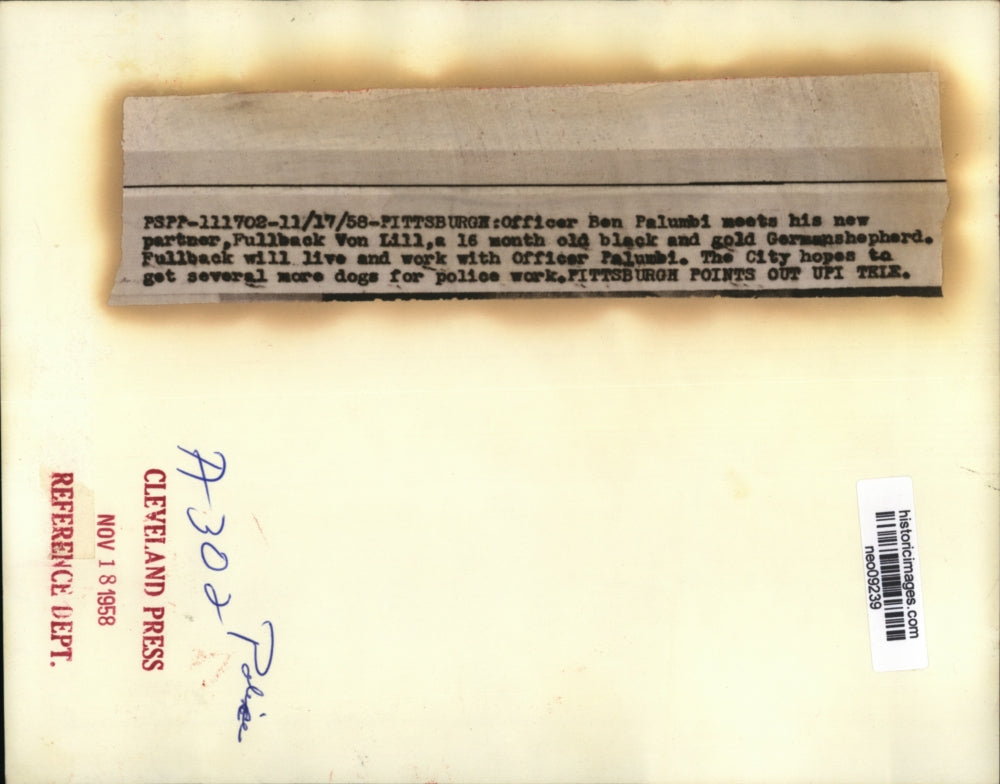 PSPP-111702-11/17/58-PITTSBURGH:Officer Ben Palumbi meets his new
partner,Fullback Von Lill,a 16 month old black and gold Germanshepherd.
Fullback will live and work with Officer Palumbi. The City hopes to
get several more dogs for police work.PITTSBURGH POINTS OUT UPI TELE.
A-302 Police
CLEVELAND PRESS
NOV 18 1958
REFERENCE DEPT.
historicimages.com
neo09239